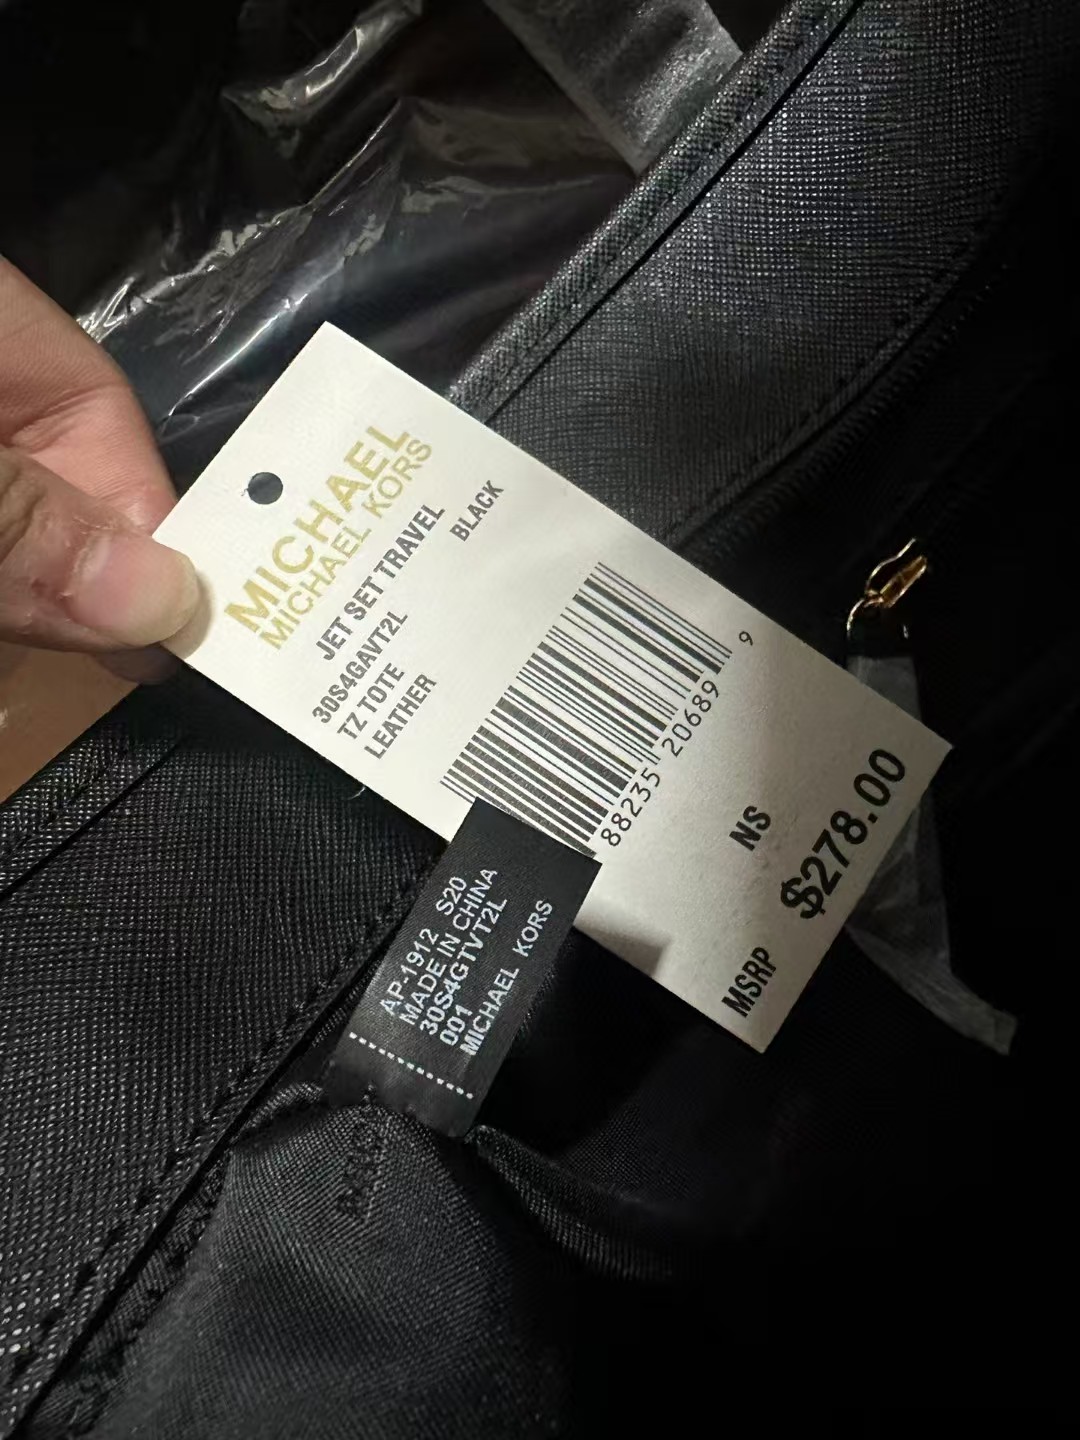 MICHAEL
MICHAEL KORS
JET SET TRAVEL
30S4GAVT2L
BLACK
TZ TOTE
LEATHER
88235 20689 9
NS
MSRP $278.00
AP-1912 S20
MADE IN CHINA
30S4GTVT2L
001
MICHAEL KORS